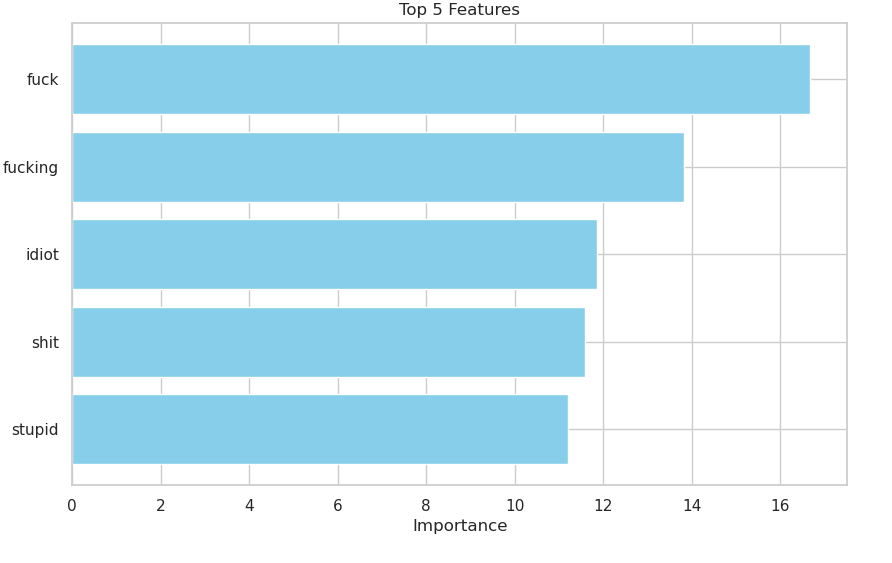 Top 5 Features
fuck
fucking
idiot
shit
stupid
0 2 4 6 8 10 12 14 16
Importance